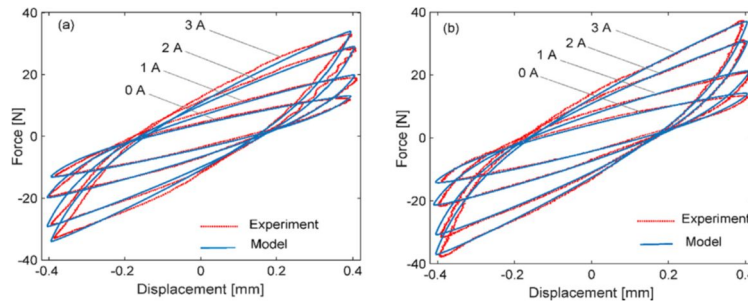 (a)
3 A
2 A
1 A
0 A
40
20
0
-20
-40
Force [N]
-0.4
-0.2
0
0.2
0.4
Displacement [mm]
Experiment
Model
(b)
3 A
2 A
1 A
0 A
40
20
0
-20
-40
Force [N]
-0.4
-0.2
0
0.2
0.4
Displacement [mm]
Experiment
Model